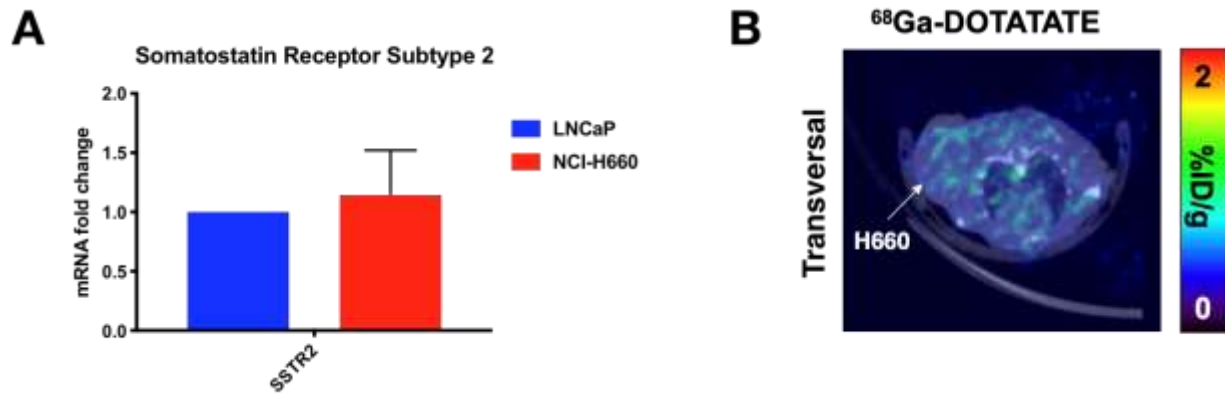 A
Somatostatin Receptor Subtype 2
mRNA fold change
2.0
1.5
1.0
0.5
0.0
SSTR2
LNCaP
NCI-H660
B
⁶⁸Ga-DOTATATE
Transversal
H660
2
%ID/g
0